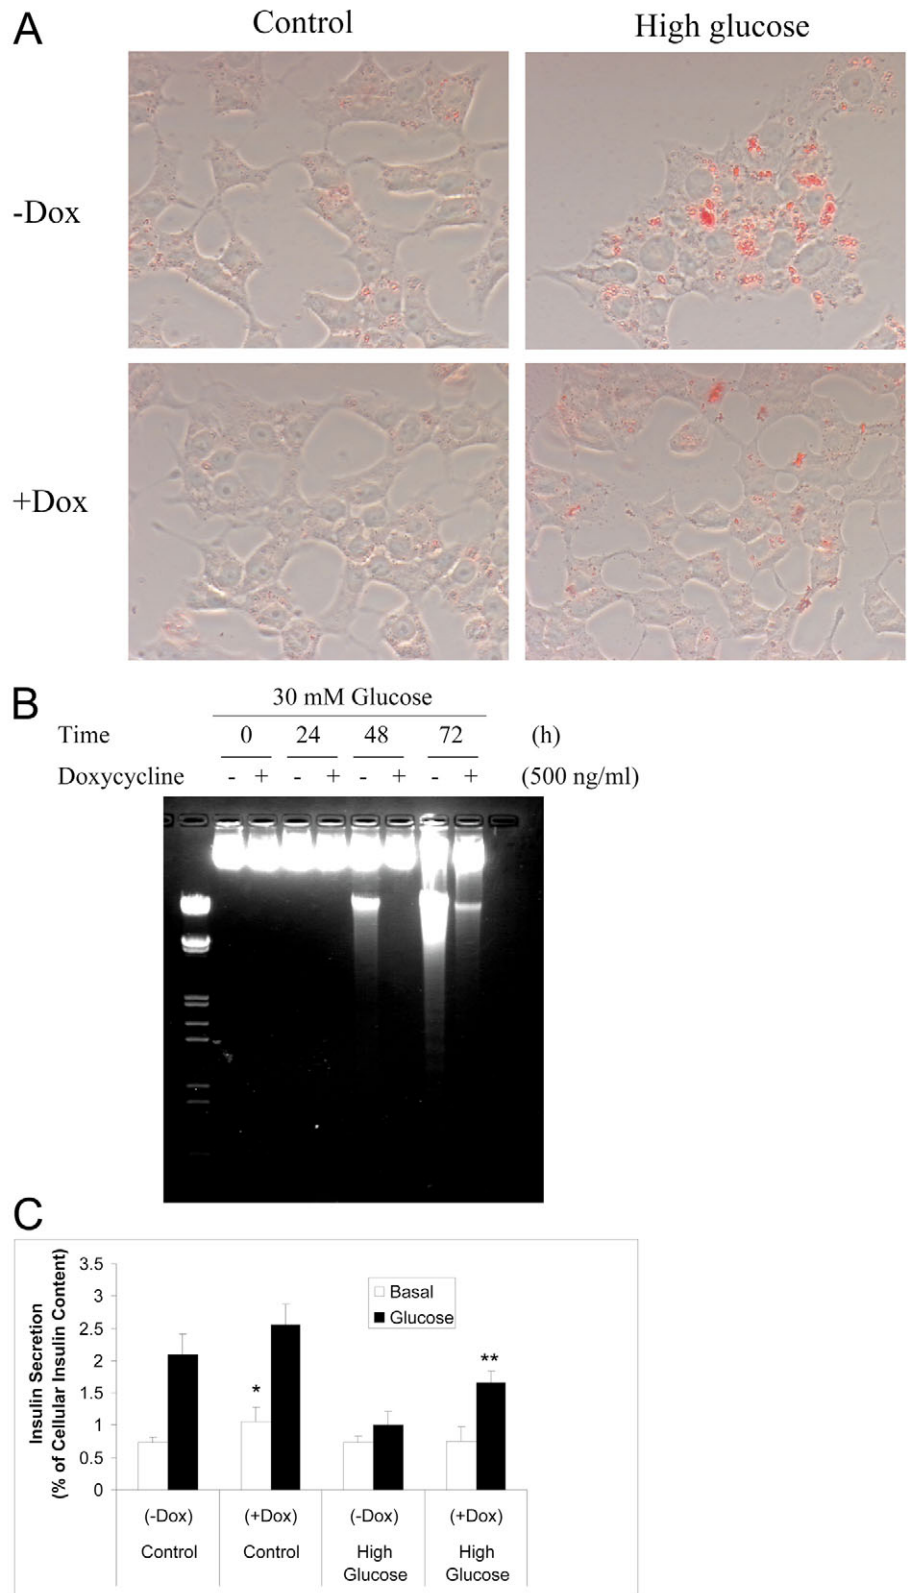 A
Control High glucose
-Dox
+Dox
B
30 mM Glucose
Time 0 24 48 72 (h)
Doxycycline - + - + - + - + (500 ng/ml)
C
Insulin Secretion
(% of Cellular Insulin Content)
3.5
3
2.5
2
1.5
1
0.5
0
Basal
Glucose
*
**
(-Dox) (+Dox) (-Dox) (+Dox)
Control Control High High
Glucose Glucose